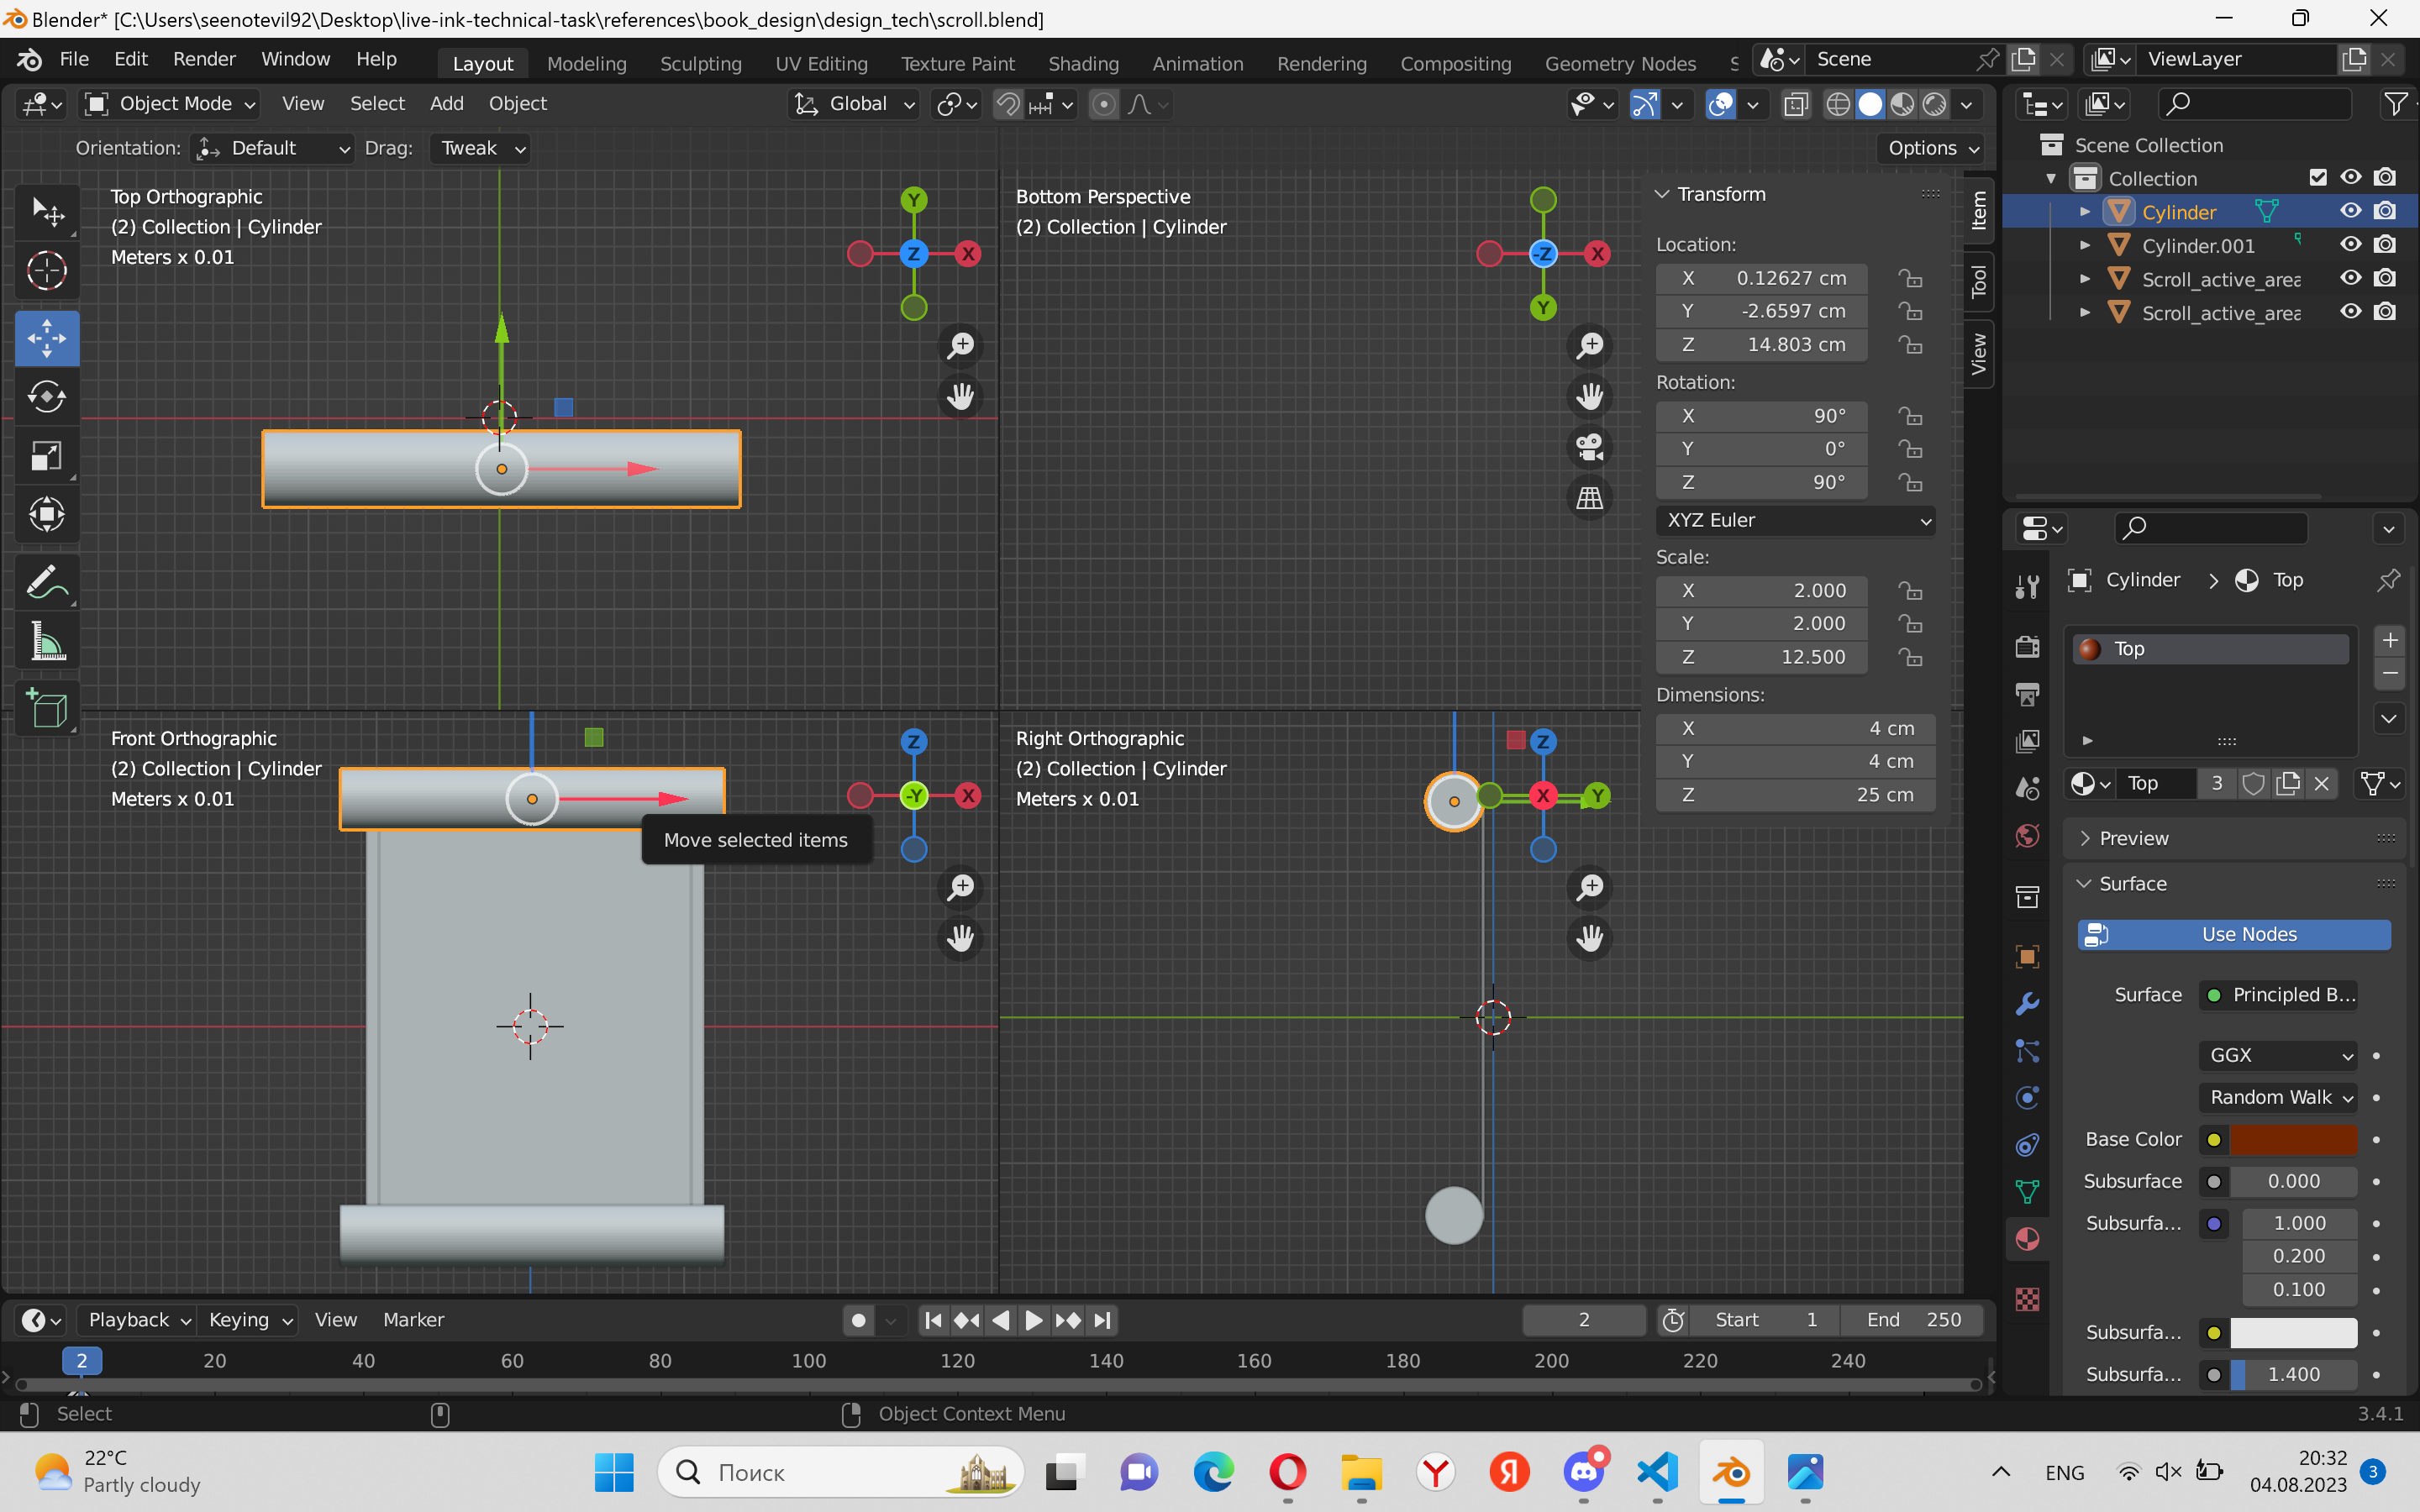 Blender* [C:\Users\seenotevil92\Desktop\live-ink-technical-task\references\book_design\design_tech\scroll.blend]
File Edit Render Window Help Layout Modeling Sculpting UV Editing Texture Paint Shading Animation Rendering Compositing Geometry Nodes Scene ViewLayer
Object Mode View Select Add Object Global
Orientation: Default Drag: Tweak Options
Top Orthographic
(2) Collection | Cylinder
Meters x 0.01
Y
Z
X
Bottom Perspective
(2) Collection | Cylinder
-Z
X
Y
Front Orthographic
(2) Collection | Cylinder
Meters x 0.01
Z
-Y
X
Move selected items
Right Orthographic
(2) Collection | Cylinder
Meters x 0.01
Z
X
Y
Transform
Location:
X 0.12627 cm
Y -2.6597 cm
Z 14.803 cm
Rotation:
X 90°
Y 0°
Z 90°
XYZ Euler
Scale:
X 2.000
Y 2.000
Z 12.500
Dimensions:
X 4 cm
Y 4 cm
Z 25 cm
Item
Tool
View
Scene Collection
Collection
Cylinder
Cylinder.001
Scroll_active_area
Scroll_active_area
Cylinder Top
Top
Top 3
Preview
Surface
Use Nodes
Surface Principled B...
GGX
Random Walk
Base Color
Subsurface 0.000
Subsurfa... 1.000
0.200
0.100
Subsurfa...
Subsurfa... 1.400
Playback Keying View Marker 2 Start 1 End 250
2 20 40 60 80 100 120 140 160 180 200 220 240
Select Object Context Menu 3.4.1
22°C
Partly cloudy
Поиск
ENG
20:32
04.08.2023
3